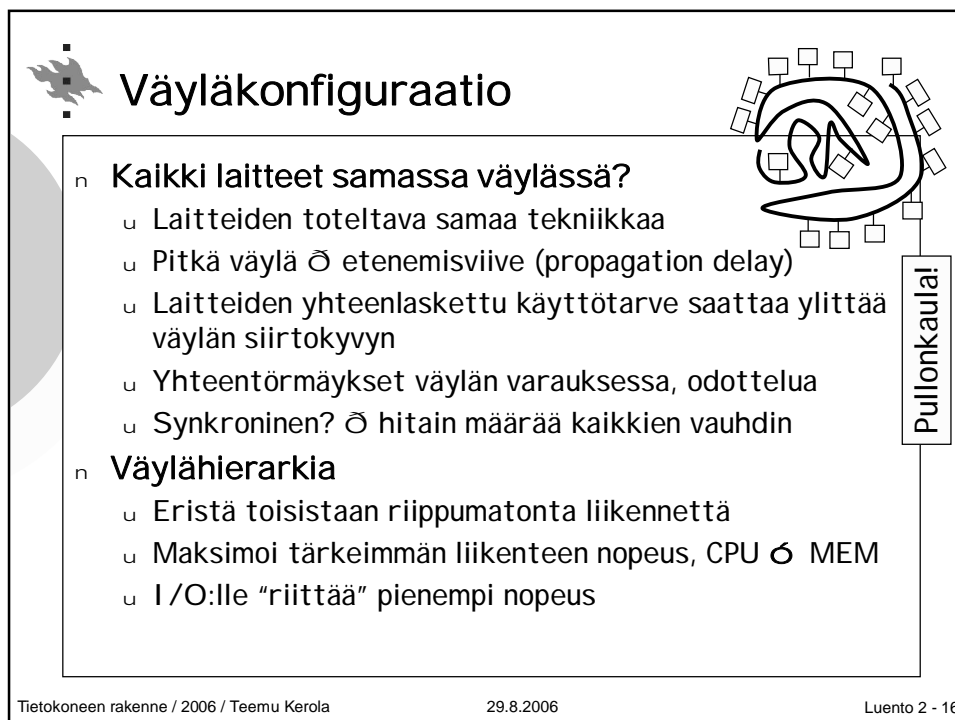 Väyläkonfiguraatio
n Kaikki laitteet samassa väylässä?
u Laitteiden toteltava samaa tekniikkaa
u Pitkä väylä ð etenemisviive (propagation delay)
u Laitteiden yhteenlaskettu käyttötarve saattaa ylittää
väylän siirtokyvyn
u Yhteentörmäykset väylän varauksessa, odottelua
u Synkroninen? ð hitain määrää kaikkien vauhdin
Pullonkaula!
n Väylähierarkia
u Eristä toisistaan riippumatonta liikennettä
u Maksimoi tärkeimmän liikenteen nopeus, CPU ó MEM
u I/O:lle “riittää” pienempi nopeus
Tietokoneen rakenne / 2006 / Teemu Kerola 29.8.2006 Luento 2 - 16